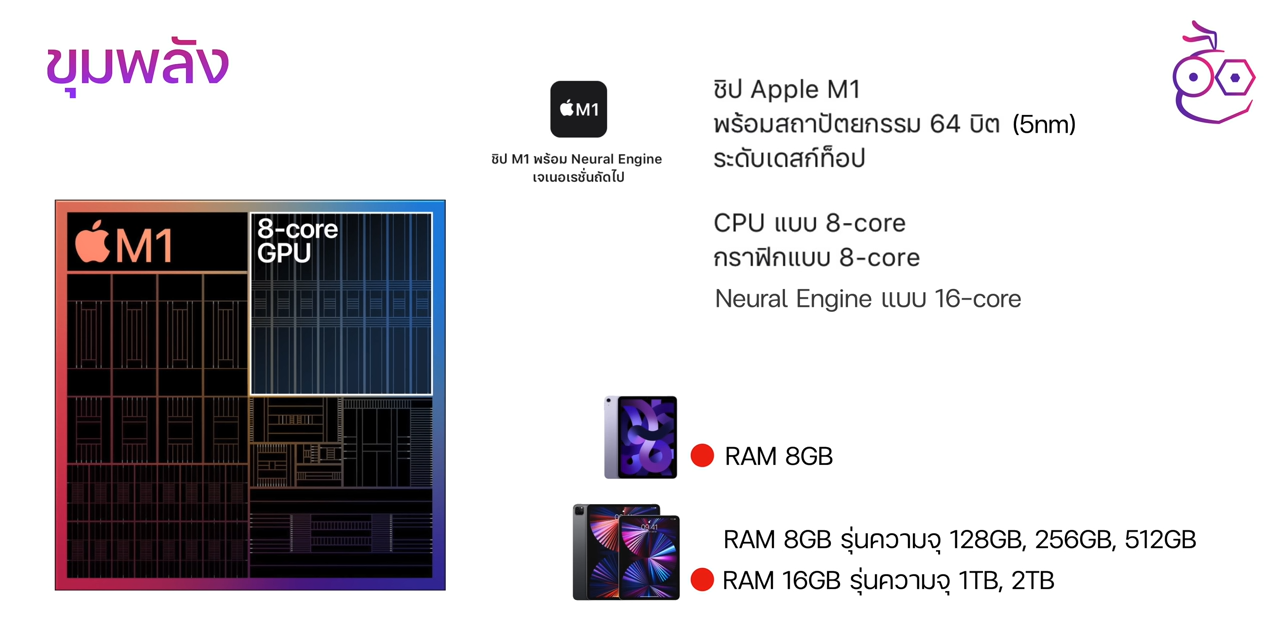 ขุมพลัง
M1
ชิป M1 พร้อม Neural Engine
เจเนอเรชั่นถัดไป
ชิป Apple M1
พร้อมสถาปัตยกรรม 64 บิต (5nm)
ระดับเดสก์ท็อป
CPU แบบ 8-core
กราฟิกแบบ 8-core
Neural Engine แบบ 16-core
M1
8-core
GPU
RAM 8GB
09:41
RAM 8GB รุ่นความจุ 128GB, 256GB, 512GB
RAM 16GB รุ่นความจุ 1TB, 2TB